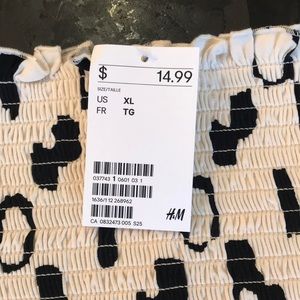 $ 14.99
SIZE/TAILLE
US XL
FR TG
037743 1 0601 03 1
1636/112 268962
H&M
CA 0832473 005 S25